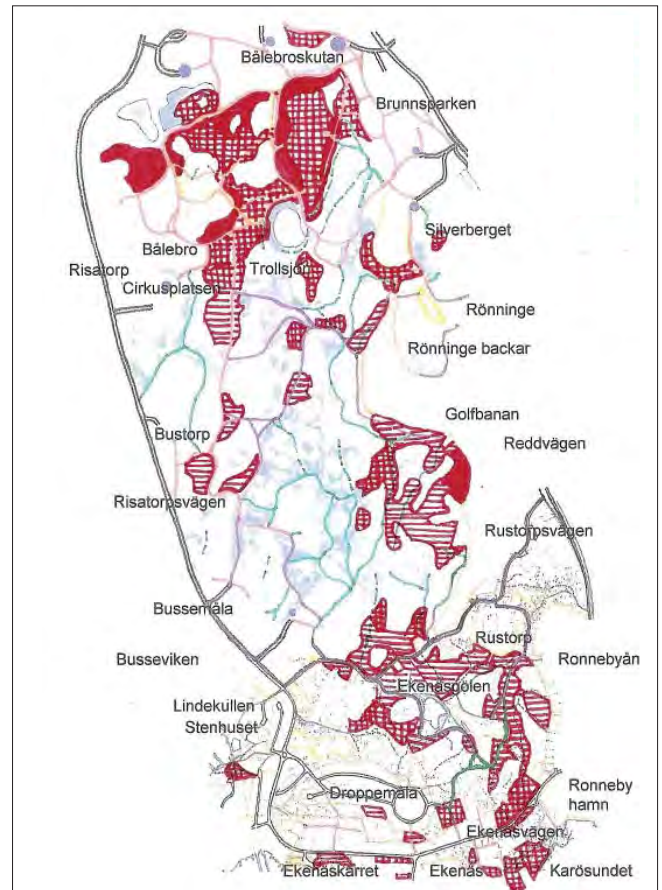 Bålebroskutan
Brunnsparken
Silverberget
Bålebro
Risatorp
Trollsjön
Cirkusplatsen
Rönninge
Rönninge backar
Golfbanan
Bustorp
Reddvägen
Risatorpsvägen
Rustorpsvägen
Bussemåla
Rustorp
Busseviken
Ronnebyån
Ekenäsgölen
Lindekullen
Stenhuset
Droppemåla
Ronneby
hamn
Ekenäsvägen
Ekenäskärret
Ekenäs
Karösundet